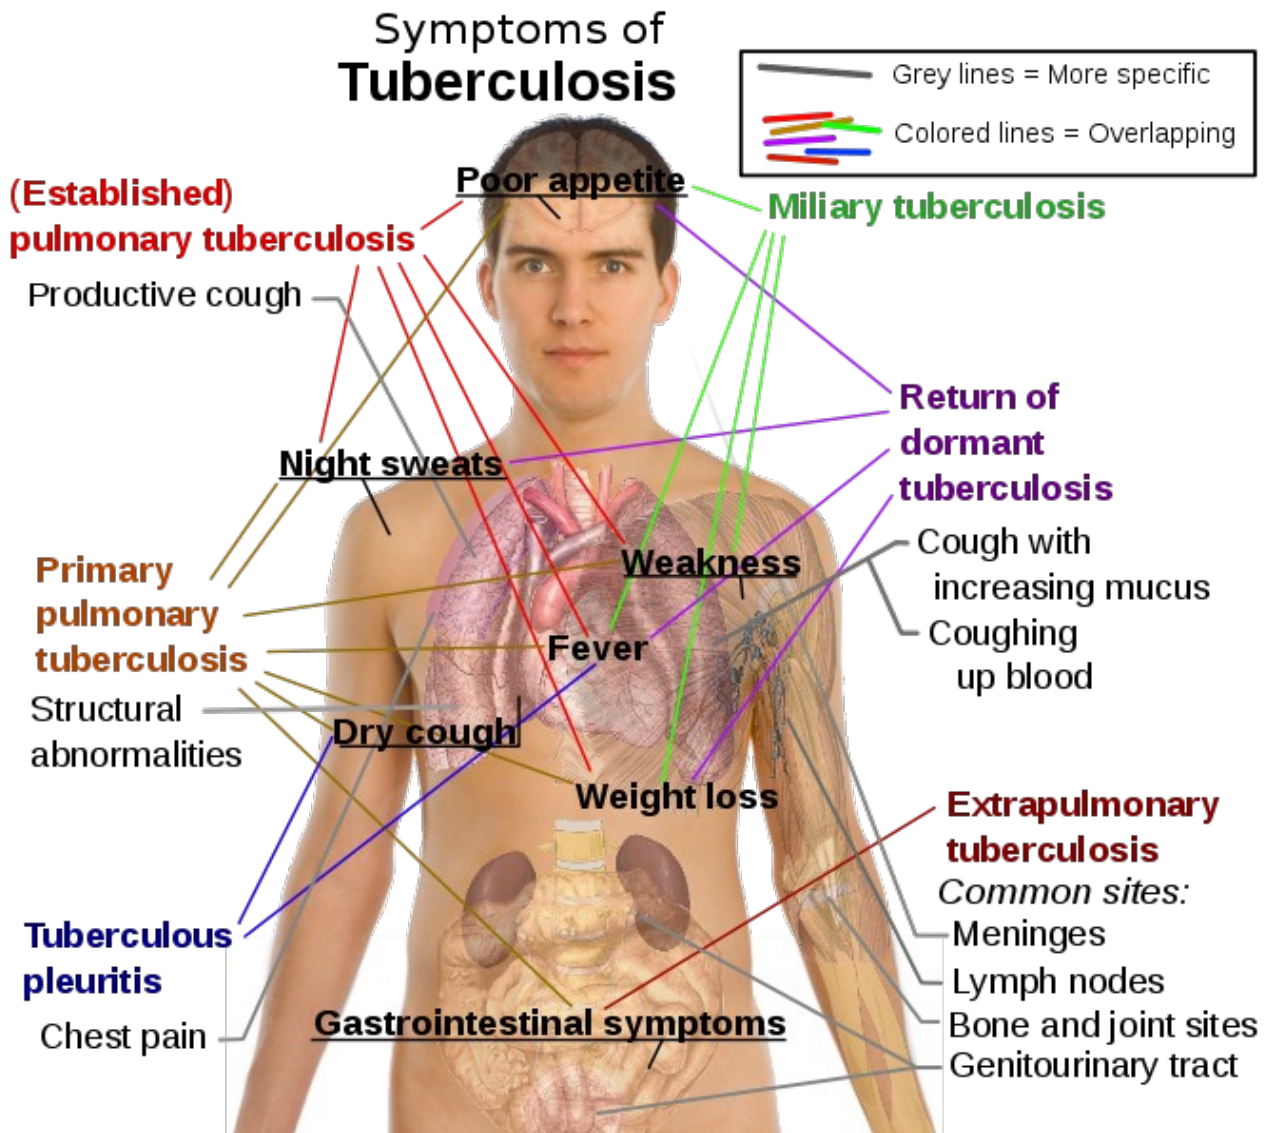 Symptoms of
Tuberculosis
Grey lines = More specific
Colored lines = Overlapping
(Established)
pulmonary tuberculosis
Productive cough
Poor appetite
Miliary tuberculosis
Night sweats
Return of
dormant
tuberculosis
Cough with
increasing mucus
Coughing
up blood
Primary
pulmonary
tuberculosis
Structural
abnormalities
Weakness
Fever
Dry cough
Weight loss
Extrapulmonary
tuberculosis
Common sites:
Meninges
Lymph nodes
Bone and joint sites
Genitourinary tract
Tuberculous
pleuritis
Chest pain
Gastrointestinal symptoms